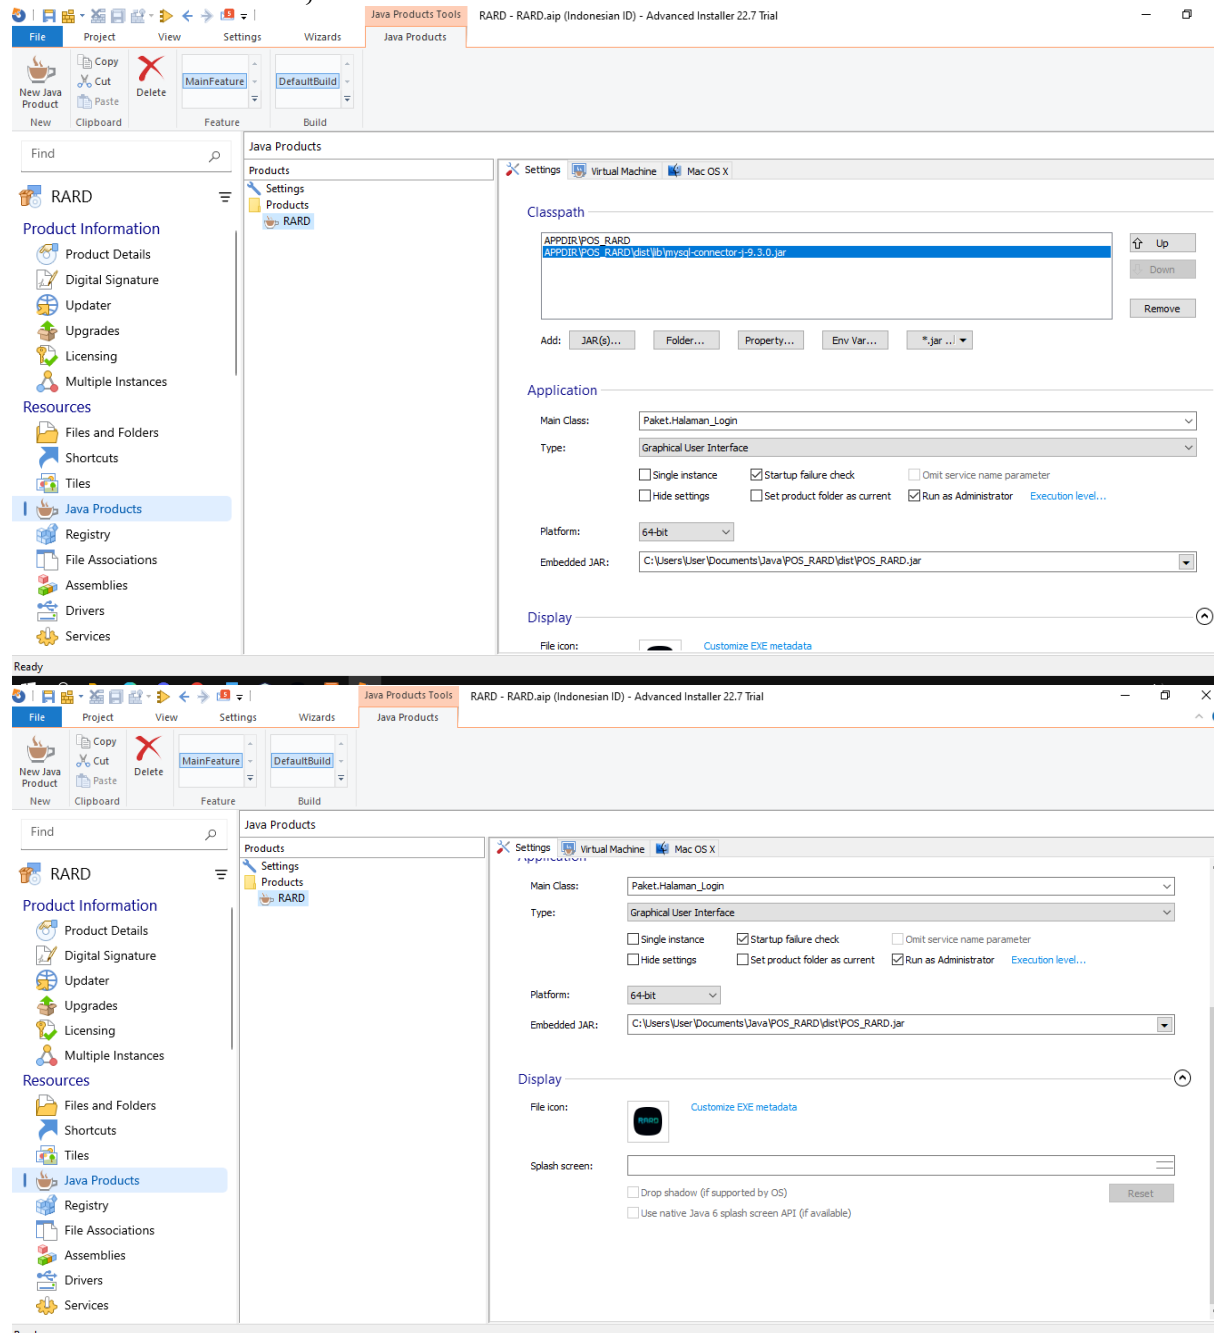 Java Products Tools RARD - RARD.aip (Indonesian ID) - Advanced Installer 22.7 Trial
File Project View Settings Wizards Java Products
New Java Product
Copy
Cut
Paste
Delete
MainFeature
DefaultBuild
New Clipboard Feature Build
Find
RARD
Product Information
Product Details
Digital Signature
Updater
Upgrades
Licensing
Multiple Instances
Resources
Files and Folders
Shortcuts
Tiles
Java Products
Registry
File Associations
Assemblies
Drivers
Services
Java Products
Products
Settings
Products
RARD
Settings Virtual Machine Mac OS X
Classpath
APPDIR\POS_RARD
APPDIR\POS_RARD\dist\lib\mysql-connector-j-9.3.0.jar
Up
Down
Remove
Add: JAR(s)... Folder... Property... Env Var... *.jar ...
Application
Main Class: Paket.Halaman_Login
Type: Graphical User Interface
Single instance Startup failure check Omit service name parameter
Hide settings Set product folder as current Run as Administrator Execution level...
Platform: 64-bit
Embedded JAR: C:\Users\User\Documents\Java\POS_RARD\dist\POS_RARD.jar
Display
File icon: Customize EXE metadata
Ready
Java Products Tools RARD - RARD.aip (Indonesian ID) - Advanced Installer 22.7 Trial
File Project View Settings Wizards Java Products
New Java Product
Copy
Cut
Paste
Delete
MainFeature
DefaultBuild
New Clipboard Feature Build
Find
RARD
Product Information
Product Details
Digital Signature
Updater
Upgrades
Licensing
Multiple Instances
Resources
Files and Folders
Shortcuts
Tiles
Java Products
Registry
File Associations
Assemblies
Drivers
Services
Java Products
Products
Settings
Products
RARD
Settings Virtual Machine Mac OS X
Application
Main Class: Paket.Halaman_Login
Type: Graphical User Interface
Single instance Startup failure check Omit service name parameter
Hide settings Set product folder as current Run as Administrator Execution level...
Platform: 64-bit
Embedded JAR: C:\Users\User\Documents\Java\POS_RARD\dist\POS_RARD.jar
Display
File icon: RARD Customize EXE metadata
Splash screen:
Drop shadow (if supported by OS) Reset
Use native Java 6 splash screen API (if available)